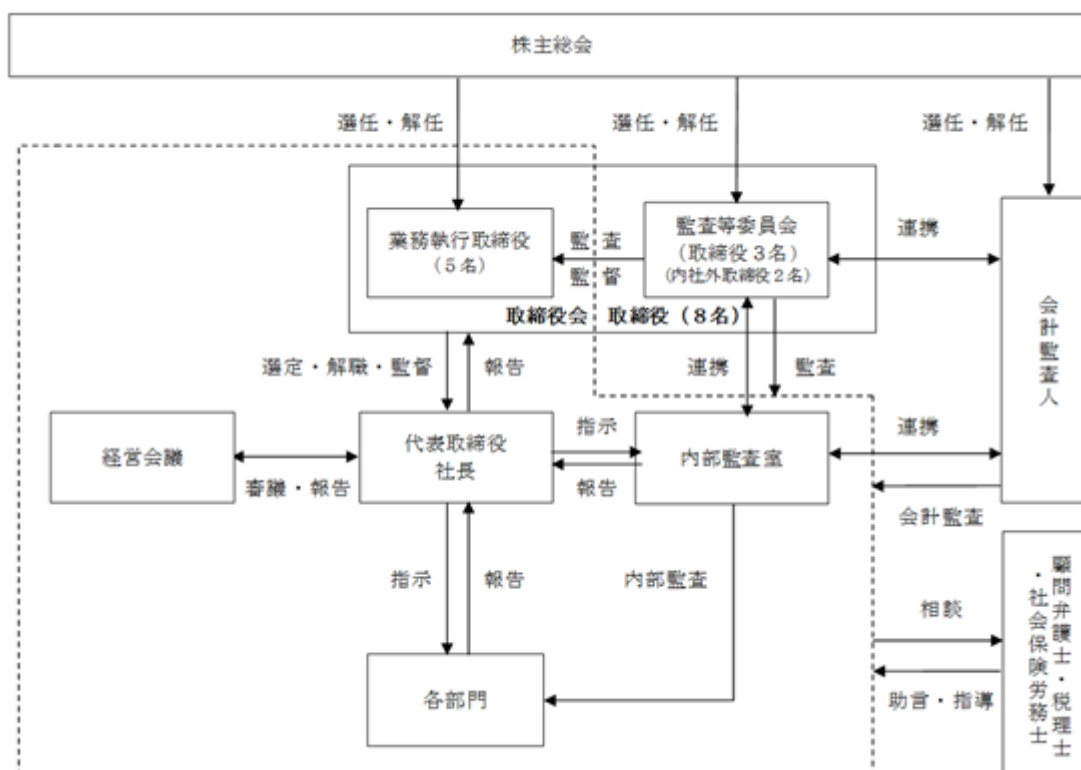 株主総会
選任・解任
選任・解任
選任・解任
業務執行取締役
（５名）
監査
監督
監査等委員会
（取締役３名）
（内社外取締役２名）
連携
会計監査人
取締役会　取締役（８名）
選定・解職・監督
報告
連携
監査
経営会議
審議・報告
代表取締役
社長
指示
報告
内部監査室
連携
会計監査
指示
報告
内部監査
相談
助言・指導
顧問弁護士・税理士
・社会保険労務士
各部門